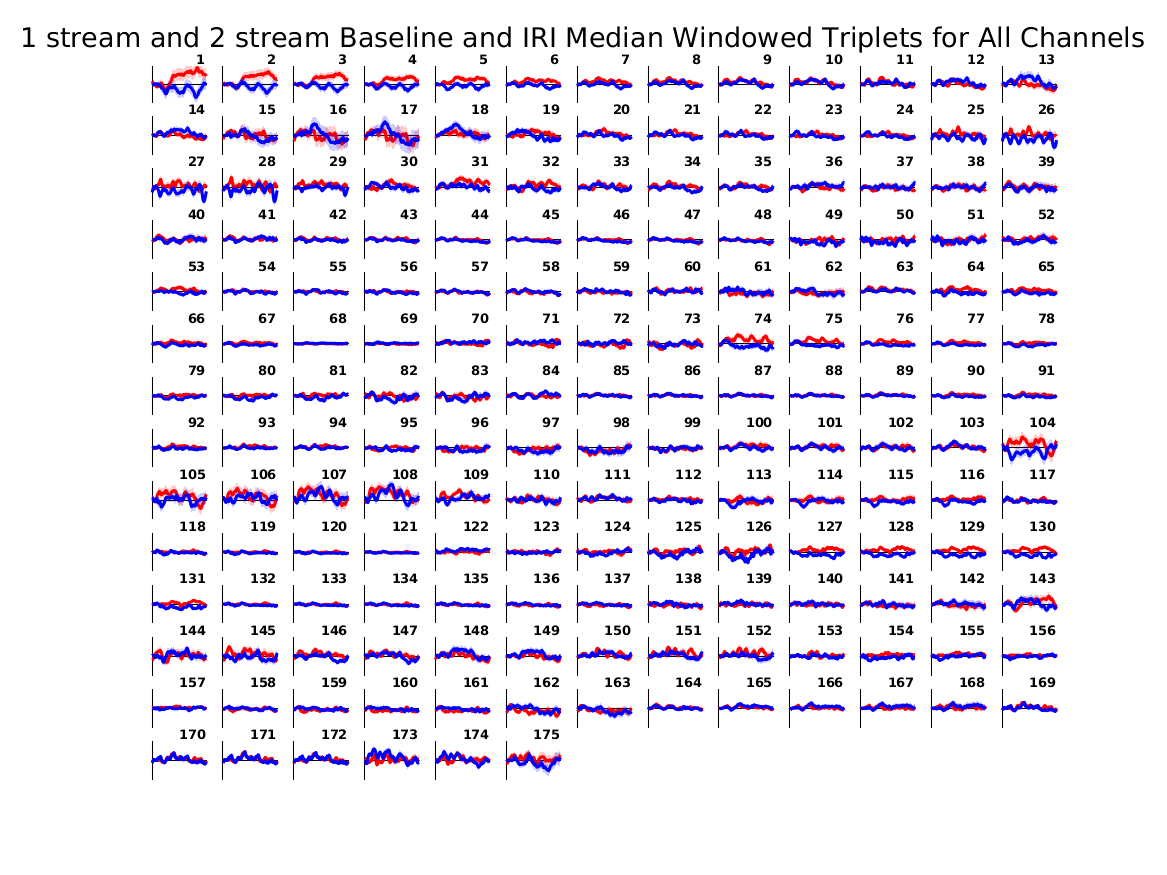 1 stream and 2 stream Baseline and IRI Median Windowed Triplets for All Channels
1 2 3 4 5 6 7 8 9 10 11 12 13
14 15 16 17 18 19 20 21 22 23 24 25 26
27 28 29 30 31 32 33 34 35 36 37 38 39
40 41 42 43 44 45 46 47 48 49 50 51 52
53 54 55 56 57 58 59 60 61 62 63 64 65
66 67 68 69 70 71 72 73 74 75 76 77 78
79 80 81 82 83 84 85 86 87 88 89 90 91
92 93 94 95 96 97 98 99 100 101 102 103 104
105 106 107 108 109 110 111 112 113 114 115 116 117
118 119 120 121 122 123 124 125 126 127 128 129 130
131 132 133 134 135 136 137 138 139 140 141 142 143
144 145 146 147 148 149 150 151 152 153 154 155 156
157 158 159 160 161 162 163 164 165 166 167 168 169
170 171 172 173 174 175